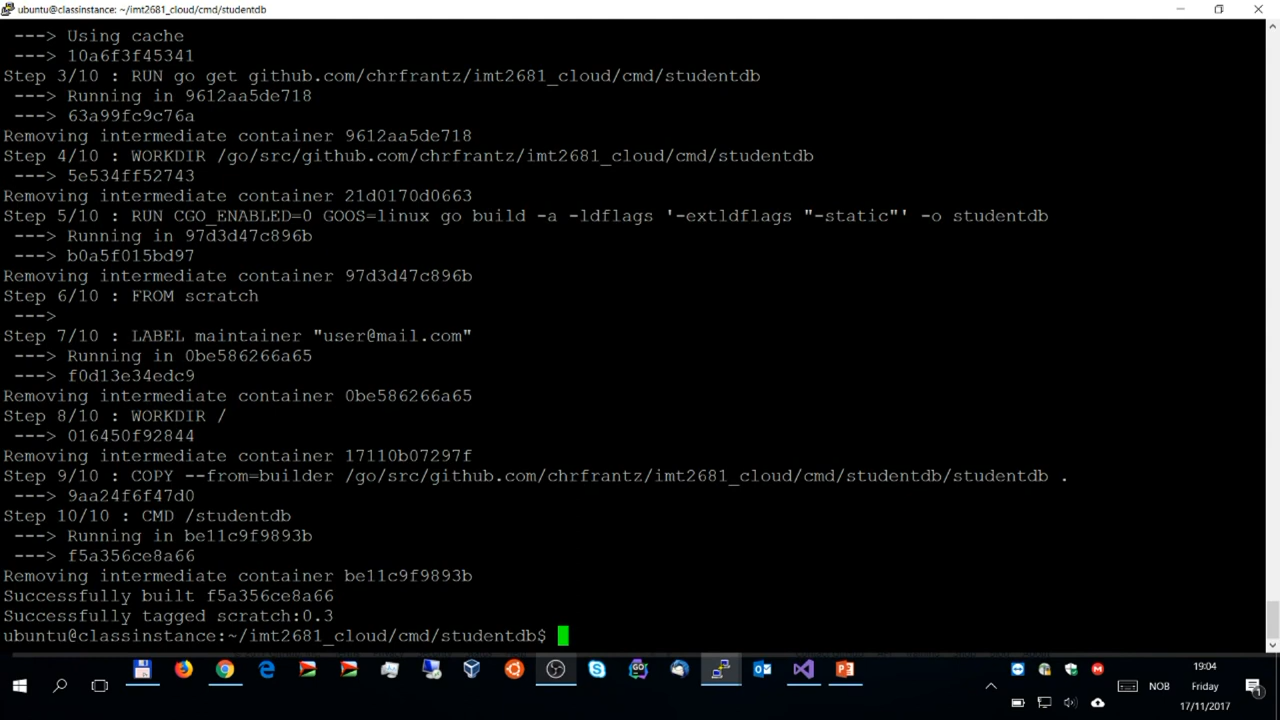 ubuntu@classinstance: ~/imt2681_cloud/cmd/studentdb
---> Using cache
---> 10a6f3f45341
Step 3/10 : RUN go get github.com/chrfrantz/imt2681_cloud/cmd/studentdb
---> Running in 9612aa5de718
---> 63a99fc9c76a
Removing intermediate container 9612aa5de718
Step 4/10 : WORKDIR /go/src/github.com/chrfrantz/imt2681_cloud/cmd/studentdb
---> 5e534ff52743
Removing intermediate container 21d0170d0663
Step 5/10 : RUN CGO_ENABLED=0 GOOS=linux go build -a -ldflags '-extldflags "-static"' -o studentdb
---> Running in 97d3d47c896b
---> b0a5f015bd97
Removing intermediate container 97d3d47c896b
Step 6/10 : FROM scratch
--->
Step 7/10 : LABEL maintainer "user@mail.com"
---> Running in 0be586266a65
---> f0d13e34edc9
Removing intermediate container 0be586266a65
Step 8/10 : WORKDIR /
---> 016450f92844
Removing intermediate container 17110b07297f
Step 9/10 : COPY --from=builder /go/src/github.com/chrfrantz/imt2681_cloud/cmd/studentdb/studentdb .
---> 9aa24f6f47d0
Step 10/10 : CMD /studentdb
---> Running in be11c9f9893b
---> f5a356ce8a66
Removing intermediate container be11c9f9893b
Successfully built f5a356ce8a66
Successfully tagged scratch:0.3
ubuntu@classinstance:~/imt2681_cloud/cmd/studentdb$
19:04
NOB
Friday
17/11/2017